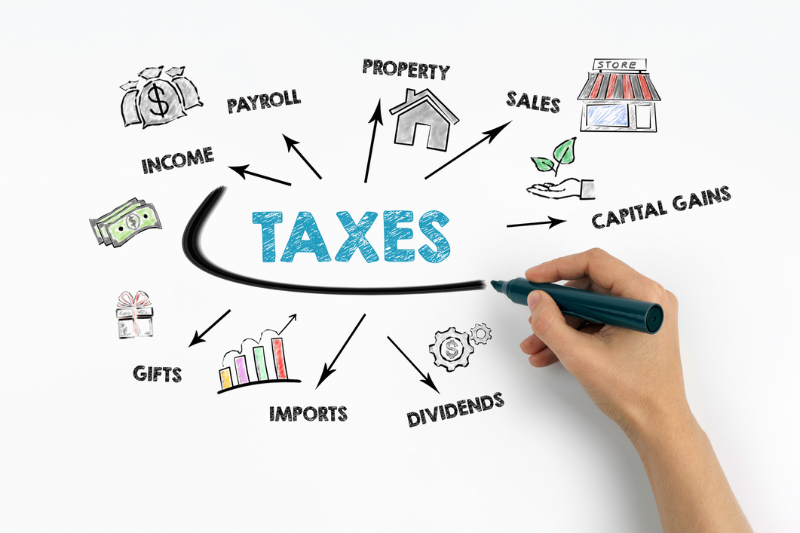 PROPERTY
STORE
$
PAYROLL
SALES
INCOME
CAPITAL GAINS
$
TAXES
$
GIFTS
IMPORTS
DIVIDENDS